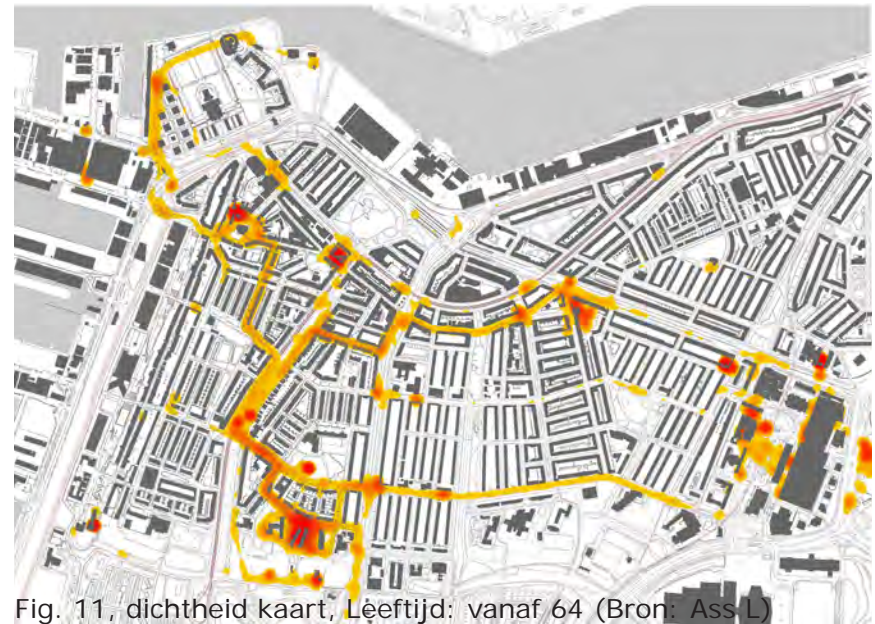 Fig. 11, dichtheid kaart, Leeftijd: vanaf 64 (Bron: Ass L)